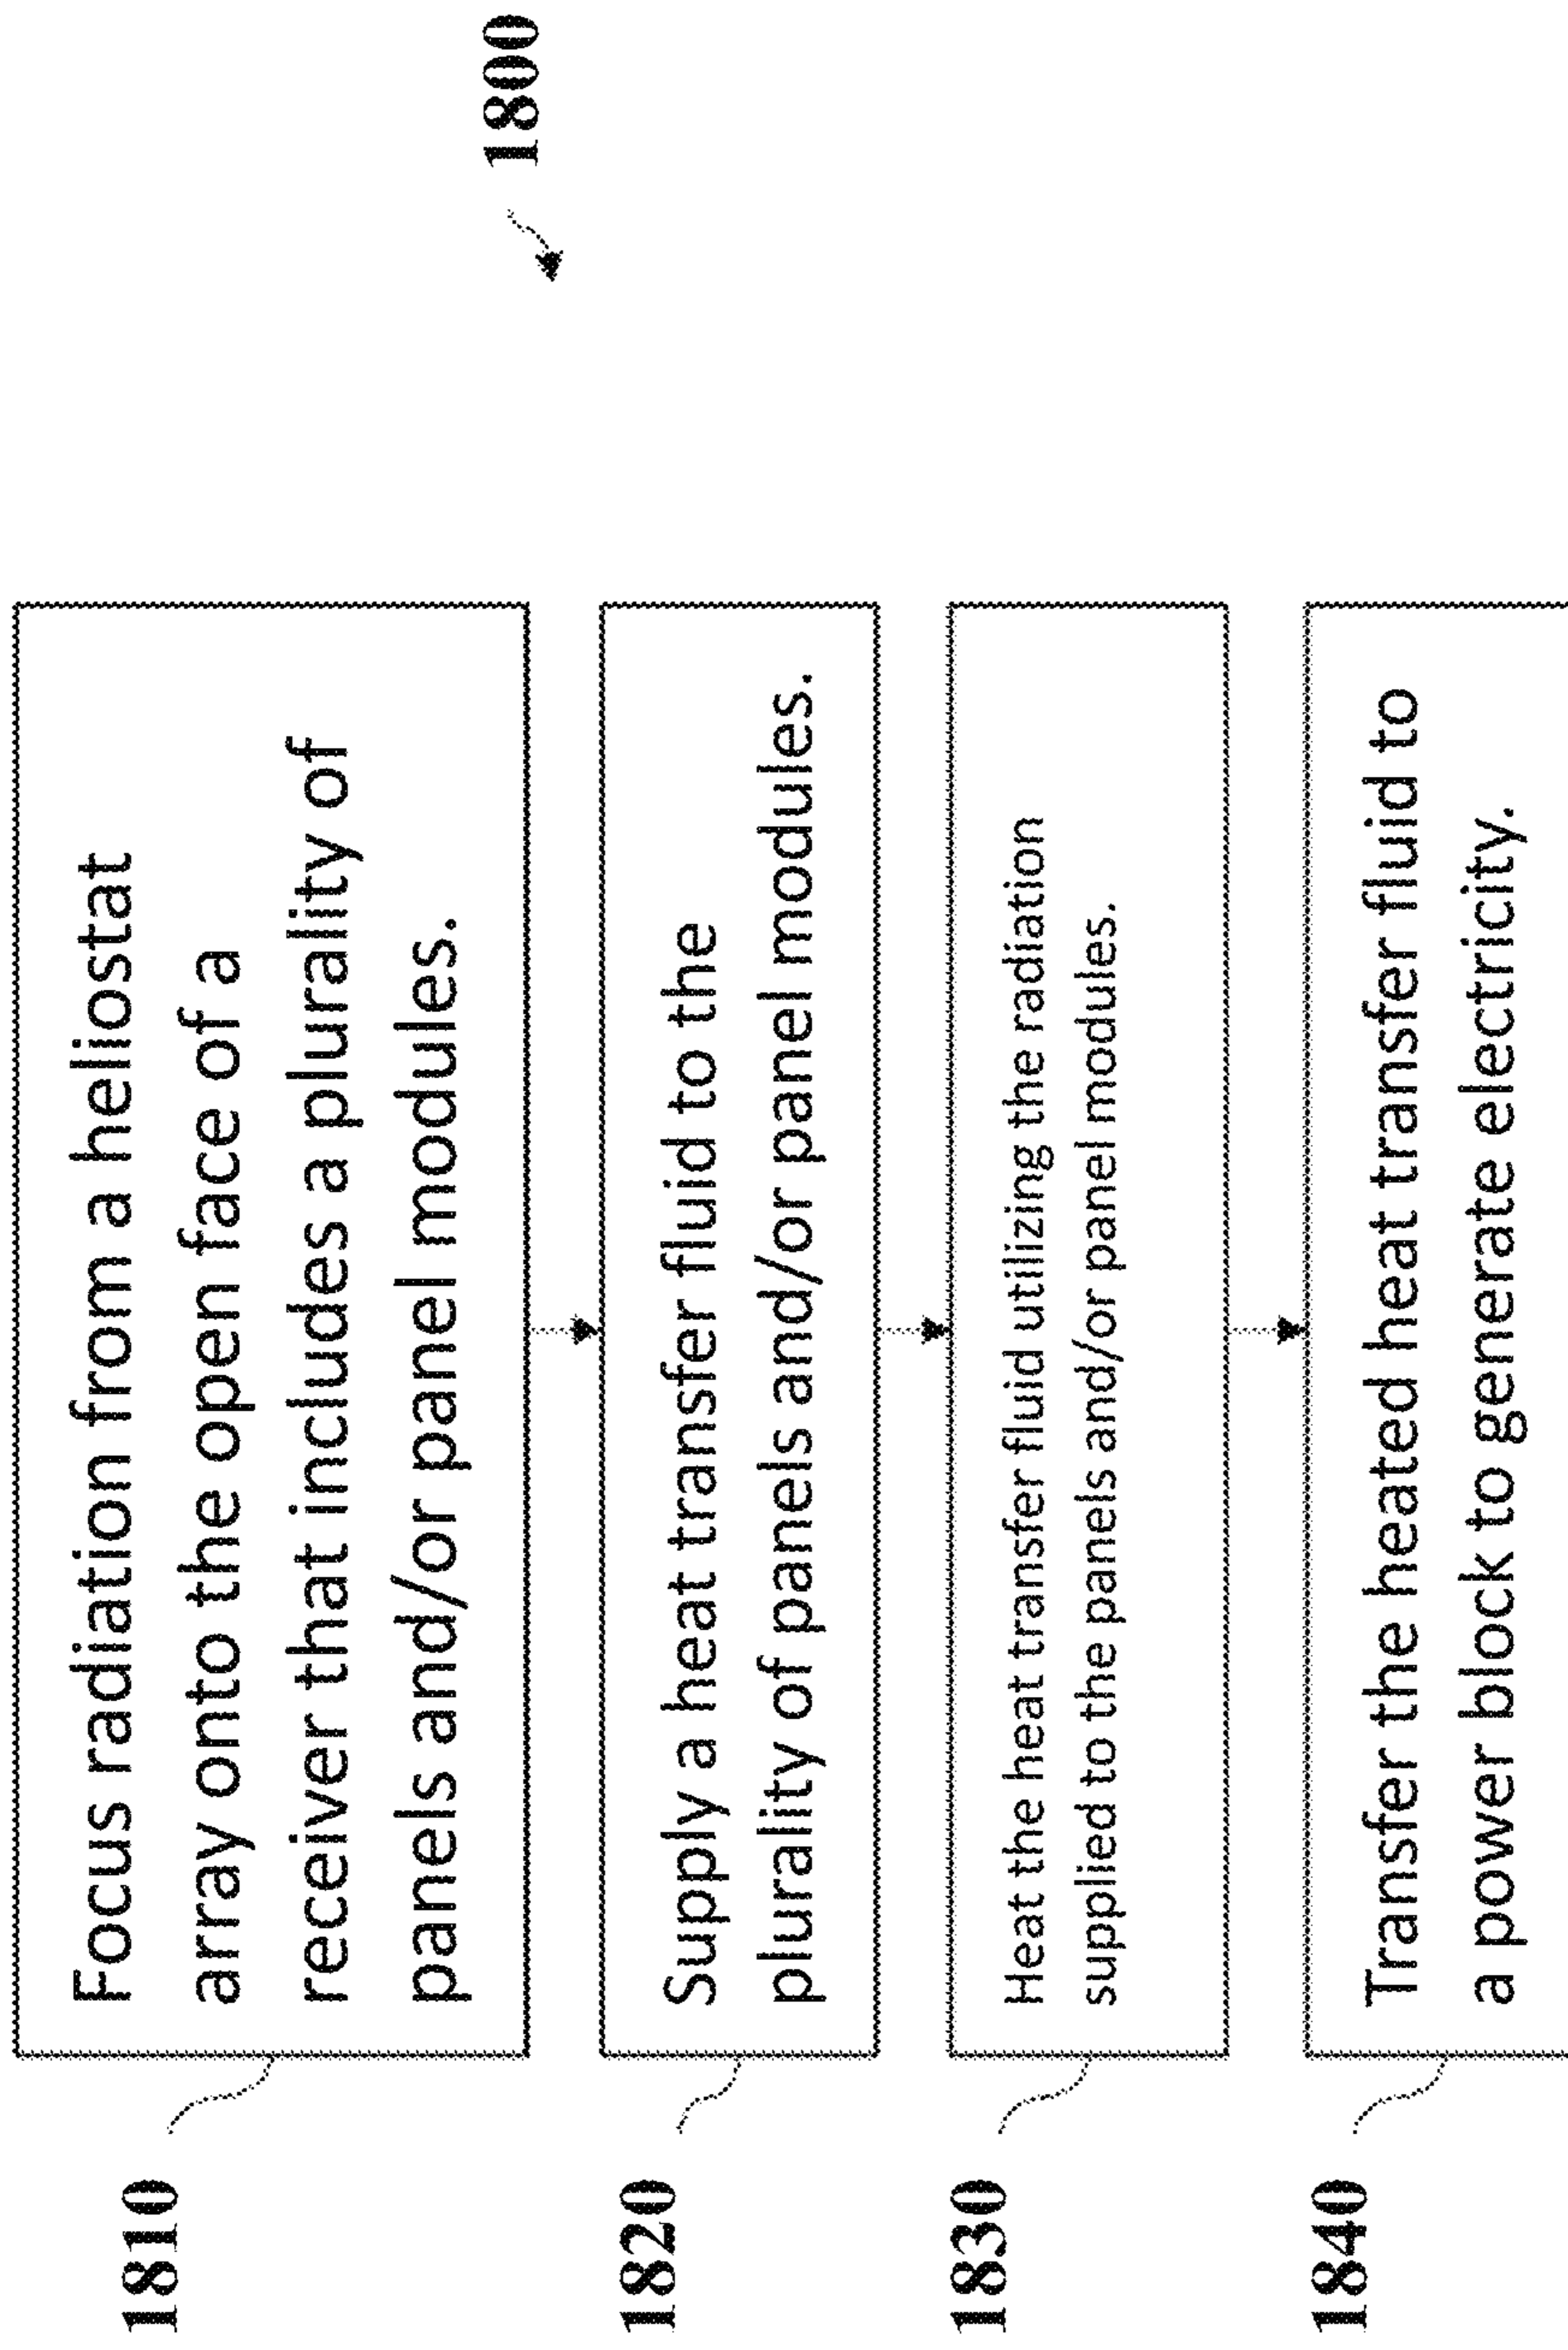 1800
1810
Focus radiation from a heliostat
array onto the open face of a
receiver that includes a plurality of
panels and/or panel modules.
1820
Supply a heat transfer fluid to the
plurality of panels and/or panel modules.
1830
Heat the heat transfer fluid utilizing the radiation
supplied to the panels and/or panel modules.
1840
Transfer the heated heat transfer fluid to
a power block to generate electricity.